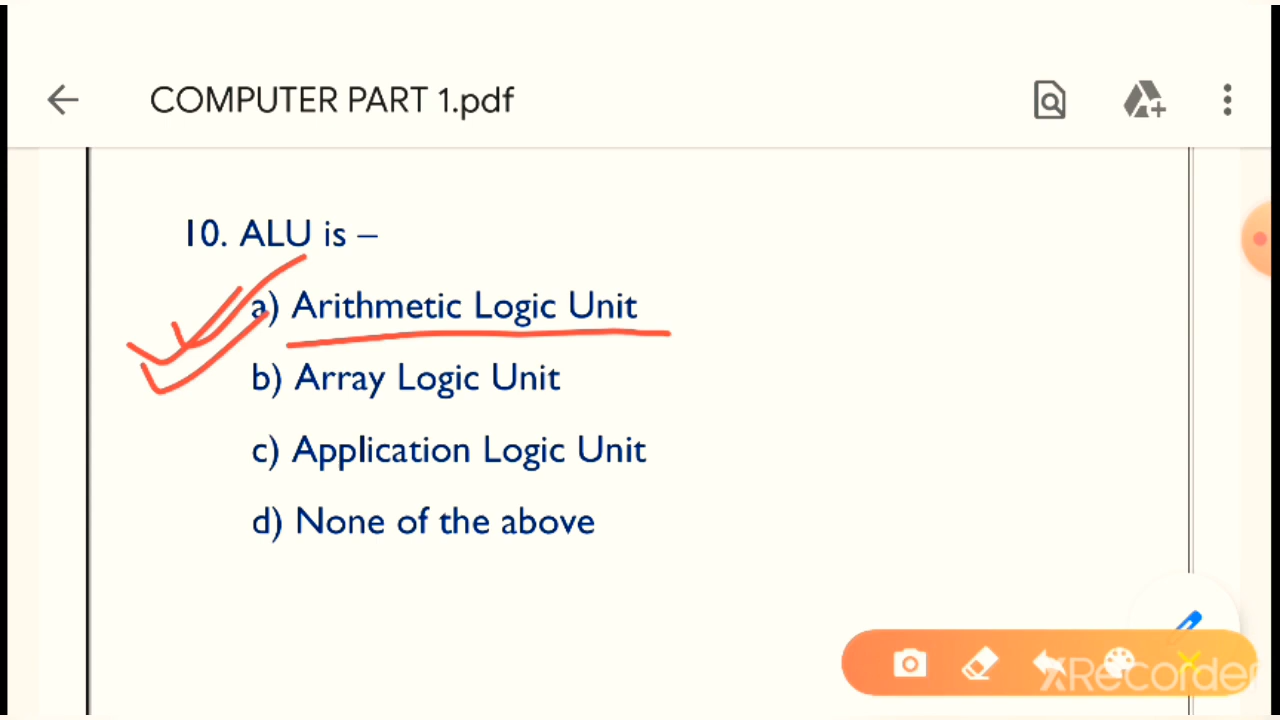 COMPUTER PART 1.pdf
10. ALU is –
a) Arithmetic Logic Unit
b) Array Logic Unit
c) Application Logic Unit
d) None of the above
XRecorder